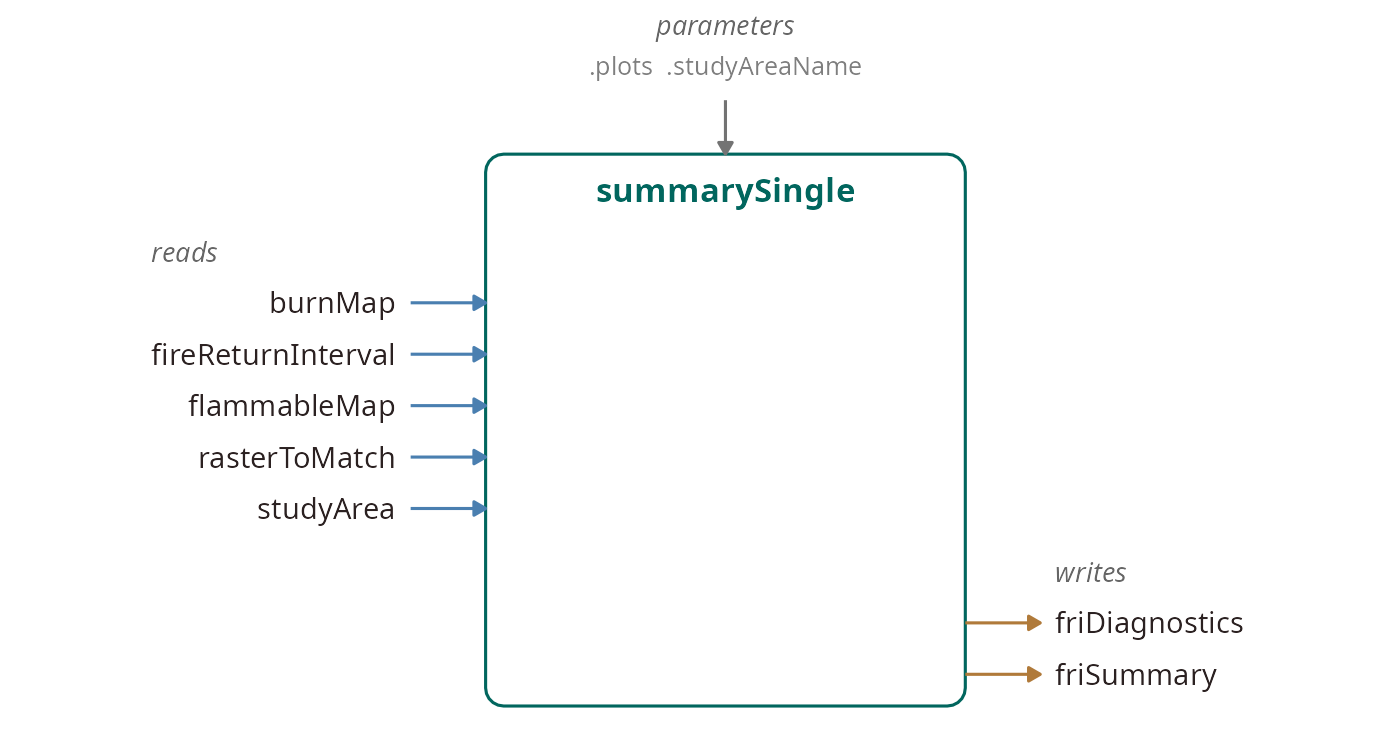 parameters
.plots .studyAreaName
summarySingle
reads
burnMap
fireReturnInterval
flammableMap
rasterToMatch
studyArea
writes
friDiagnostics
friSummary